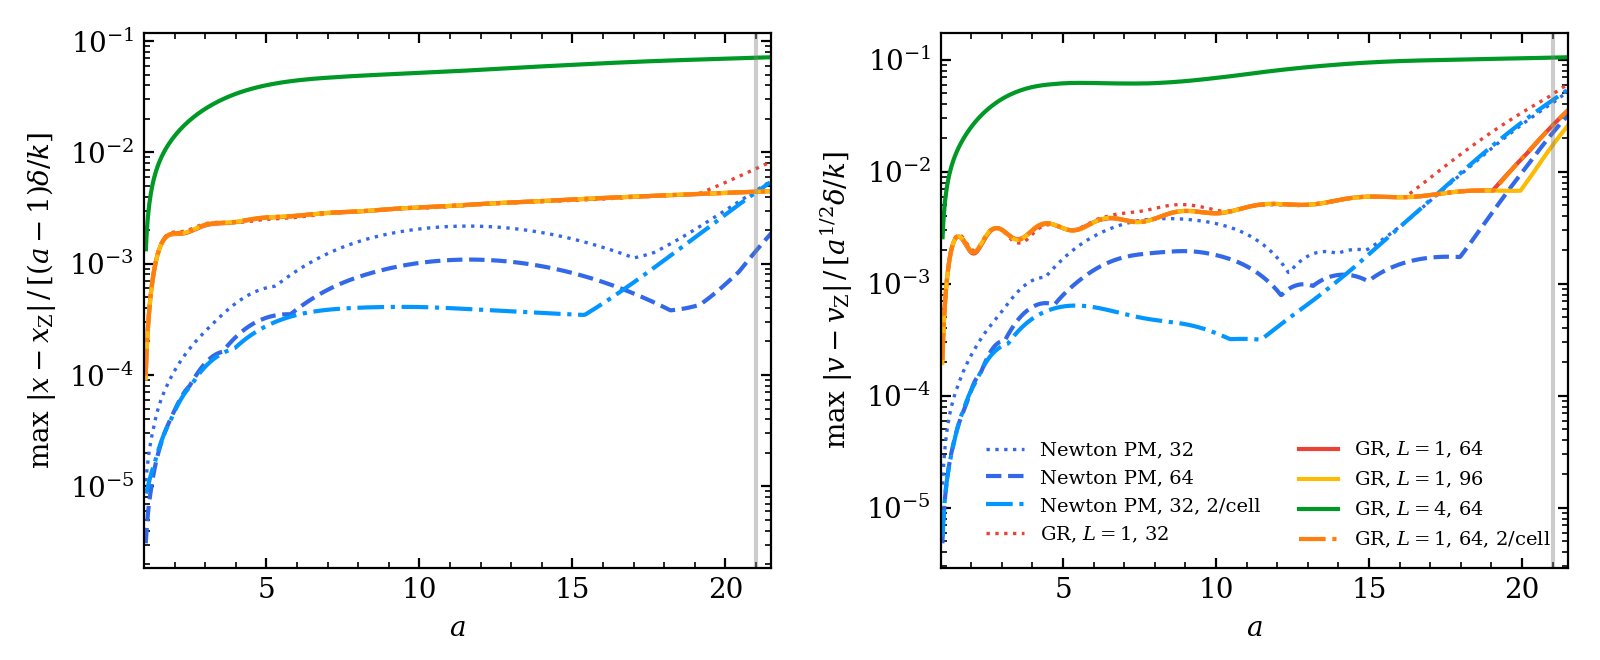 max |x − x_Z| / [(a − 1)δ/k]
10⁻¹
10⁻²
10⁻³
10⁻⁴
10⁻⁵
5
10
15
20
a
max |v − v_Z| / [a^{1/2}δ/k]
10⁻¹
10⁻²
10⁻³
10⁻⁴
10⁻⁵
5
10
15
20
a
Newton PM, 32
Newton PM, 64
Newton PM, 32, 2/cell
GR, L = 1, 32
GR, L = 1, 64
GR, L = 1, 96
GR, L = 4, 64
GR, L = 1, 64, 2/cell